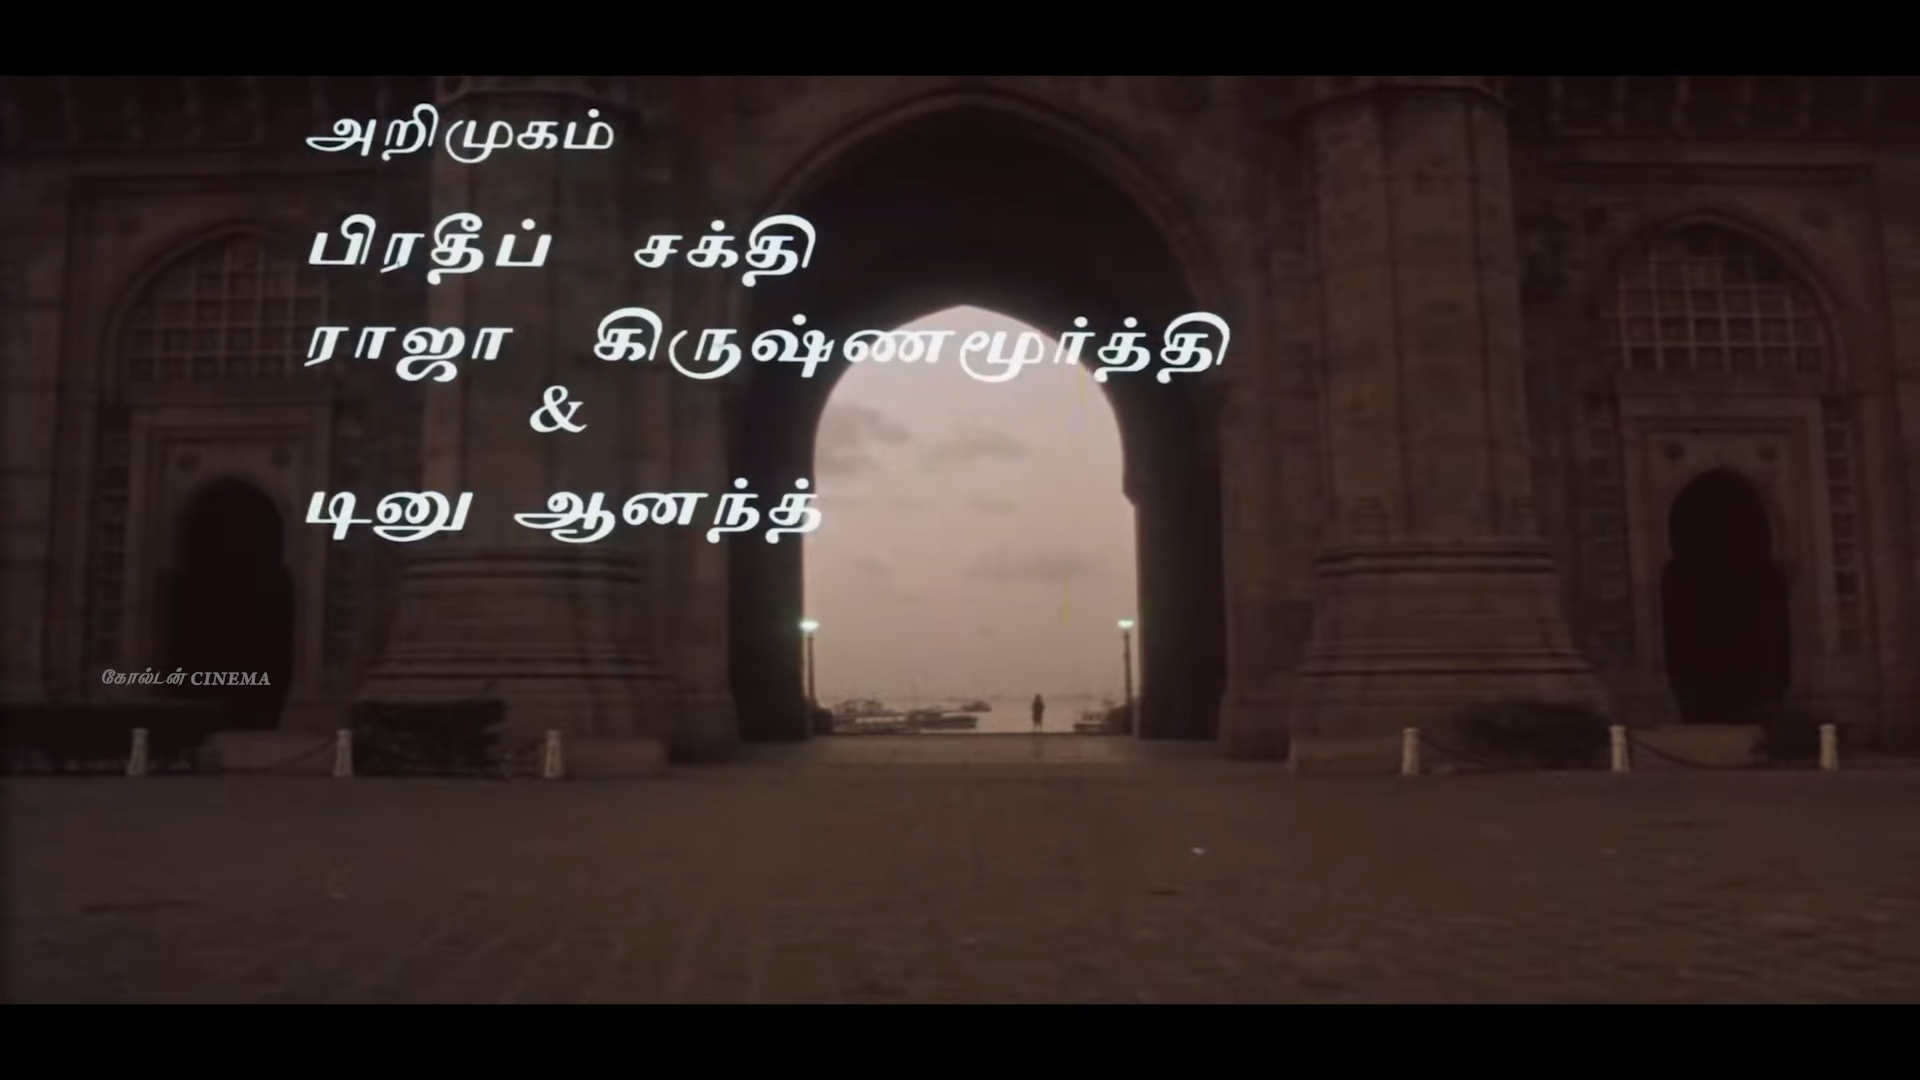 அறிமுகம்
பிரதீப் சக்தி
ராஜா கிருஷ்ணமூர்த்தி
&
டினு ஆனந்த்
கோல்டன் CINEMA